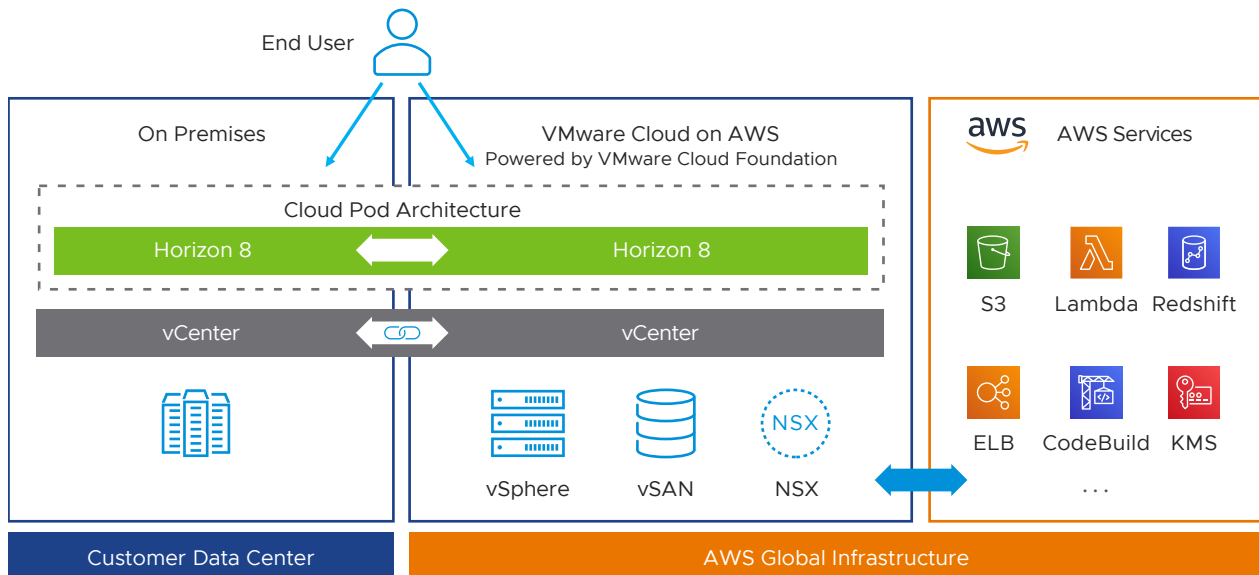 End User
On Premises
VMware Cloud on AWS
Powered by VMware Cloud Foundation
aws
AWS Services
Cloud Pod Architecture
Horizon 8
Horizon 8
vCenter
vCenter
S3
Lambda
Redshift
NSX
ELB
CodeBuild
KMS
vSphere
vSAN
NSX
...
Customer Data Center
AWS Global Infrastructure